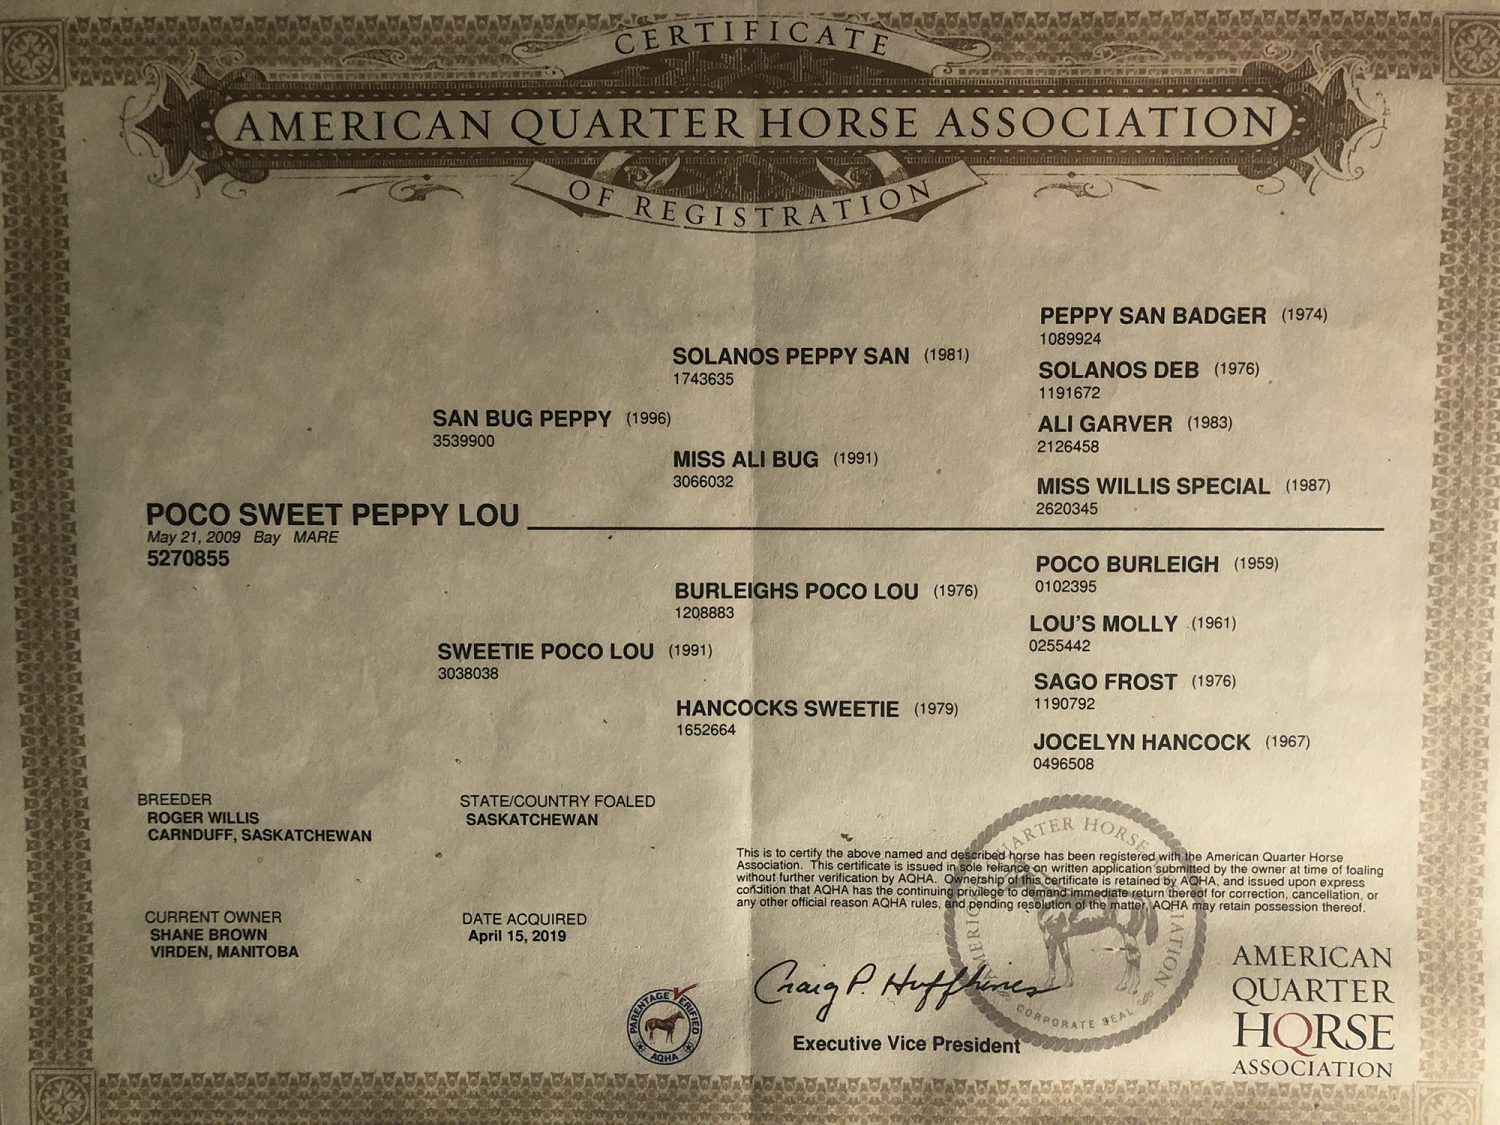 CERTIFICATE
AMERICAN QUARTER HORSE ASSOCIATION
OF REGISTRATION
PEPPY SAN BADGER (1974)
1089924
SOLANOS PEPPY SAN (1981)
1743635
SOLANOS DEB (1976)
1191672
SAN BUG PEPPY (1996)
3539900
ALI GARVER (1983)
2126458
MISS ALI BUG (1991)
3066032
MISS WILLIS SPECIAL (1987)
2620345
POCO SWEET PEPPY LOU
May 21, 2009 Bay MARE
5270855
POCO BURLEIGH (1959)
0102395
BURLEIGHS POCO LOU (1976)
1208883
LOU'S MOLLY (1961)
0255442
SWEETIE POCO LOU (1991)
3038038
SAGO FROST (1976)
1190792
HANCOCKS SWEETIE (1979)
1652664
JOCELYN HANCOCK (1967)
0496508
BREEDER
ROGER WILLIS
CARNDUFF, SASKATCHEWAN
STATE/COUNTRY FOALED
SASKATCHEWAN
CURRENT OWNER
SHANE BROWN
VIRDEN, MANITOBA
DATE ACQUIRED
April 15, 2019
This is to certify the above named and described horse has been registered with the American Quarter Horse
Association. This certificate is issued in sole reliance on written application submitted by the owner at time of foaling
without further verification by AQHA. Ownership of this certificate is retained by AQHA, and issued upon express
condition that AQHA has the continuing privilege to demand immediate return thereof for correction, cancellation, or
any other official reason AQHA rules, and pending resolution of the matter, AQHA may retain possession thereof.
PARENTAGE VERIFIED
AQHA
Craig P. Huffhines
Executive Vice President
AMERICAN QUARTER HORSE ASSOCIATION
CORPORATE SEAL
AMERICAN
QUARTER
HORSE
ASSOCIATION